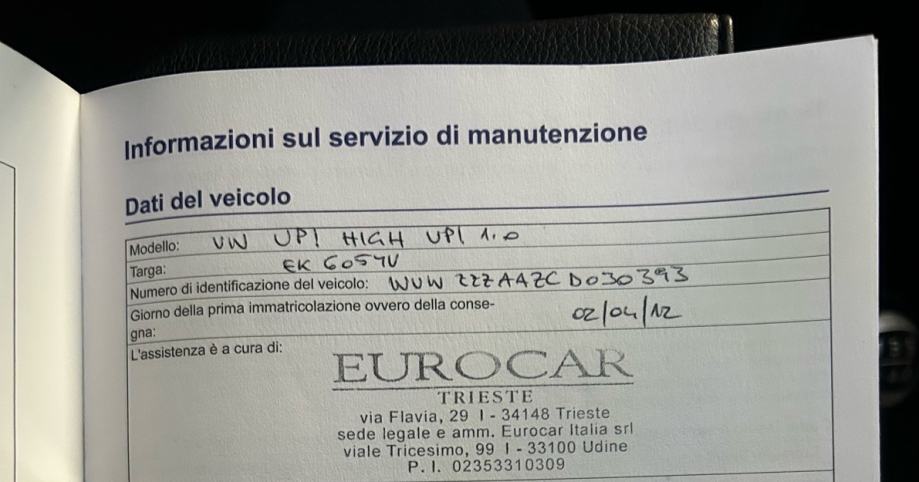 Informazioni sul servizio di manutenzione
Dati del veicolo
Modello: VW UP! HIGH UP! 1.0
Targa: EK 605YU
Numero di identificazione del veicolo: WVW ZZZAAZC D030393
Giorno della prima immatricolazione ovvero della conse-
gna: 02/04/12
L'assistenza è a cura di:
EUROCAR
TRIESTE
via Flavia, 29 I - 34148 Trieste
sede legale e amm. Eurocar Italia srl
viale Tricesimo, 99 I - 33100 Udine
P. I. 02353310309